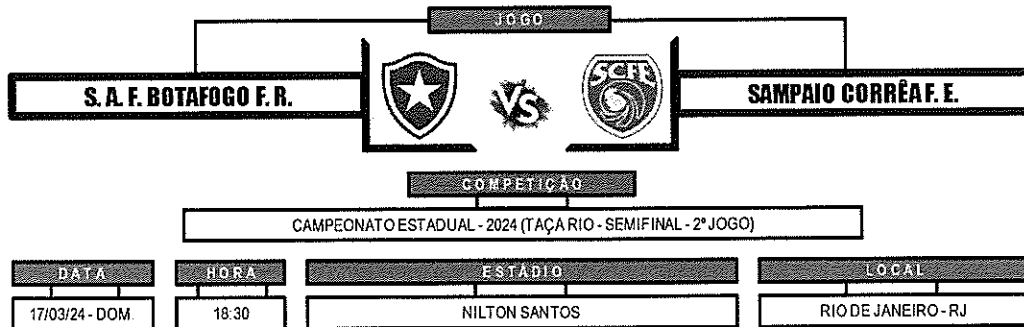 JOGO
S. A. F. BOTAFOGO F. R.
VS
SCFE
SAMPAIO CORRÊA F. E.
COMPETIÇÃO
CAMPEONATO ESTADUAL - 2024 (TAÇA RIO - SEMIFINAL - 2º JOGO)
DATA HORA ESTÁDIO LOCAL
17/03/24 - DOM. 18:30 NILTON SANTOS RIO DE JANEIRO - RJ